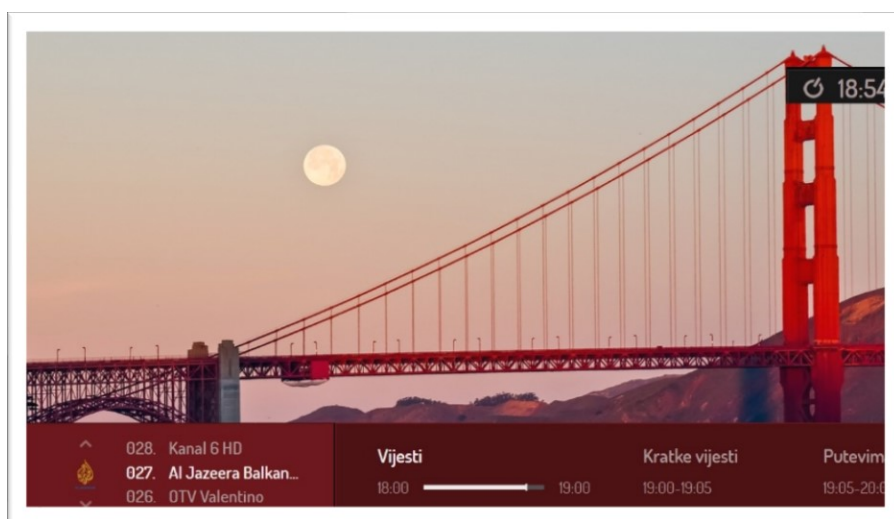 18:54
028. Kanal 6 HD
027. Al Jazeera Balkan...
026. OTV Valentino
Vijesti
18:00 19:00
Kratke vijesti
19:00-19:05
Putevim
19:05-20:0